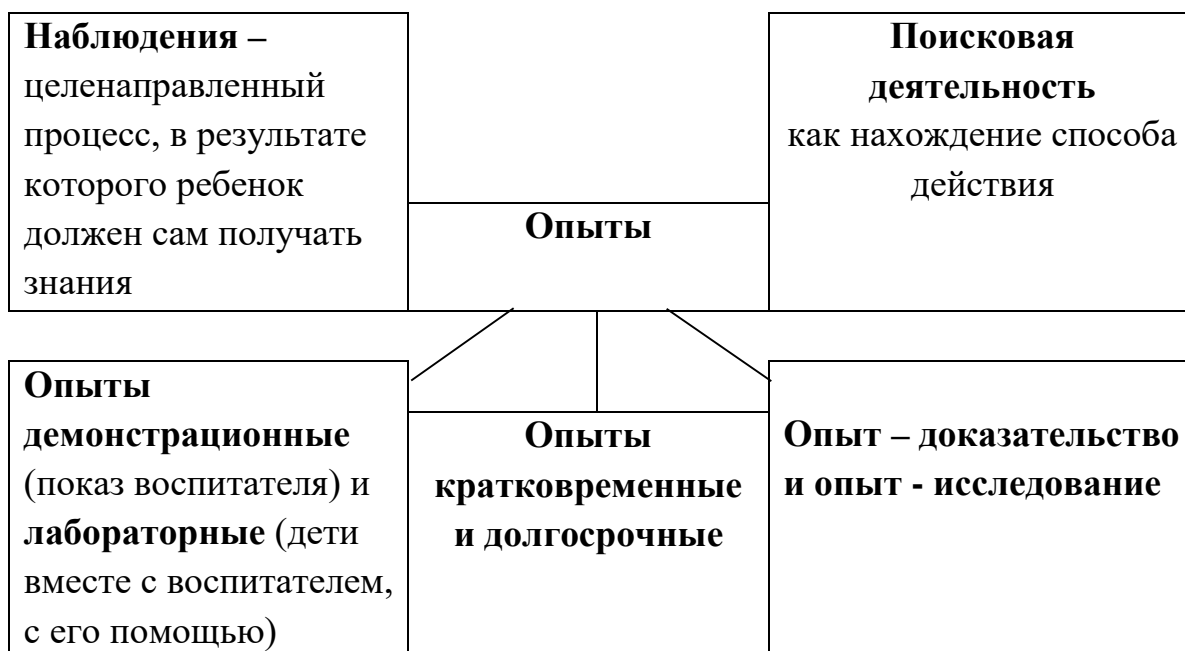 Наблюдения –
целенаправленный
процесс, в результате
которого ребенок
должен сам получать
знания
Опыты
Поисковая
деятельность
как нахождение способа
действия
Опыты
демонстрационные
(показ воспитателя) и
лабораторные (дети
вместе с воспитателем,
с его помощью)
Опыты
кратковременные
и долгосрочные
Опыт – доказательство
и опыт - исследование